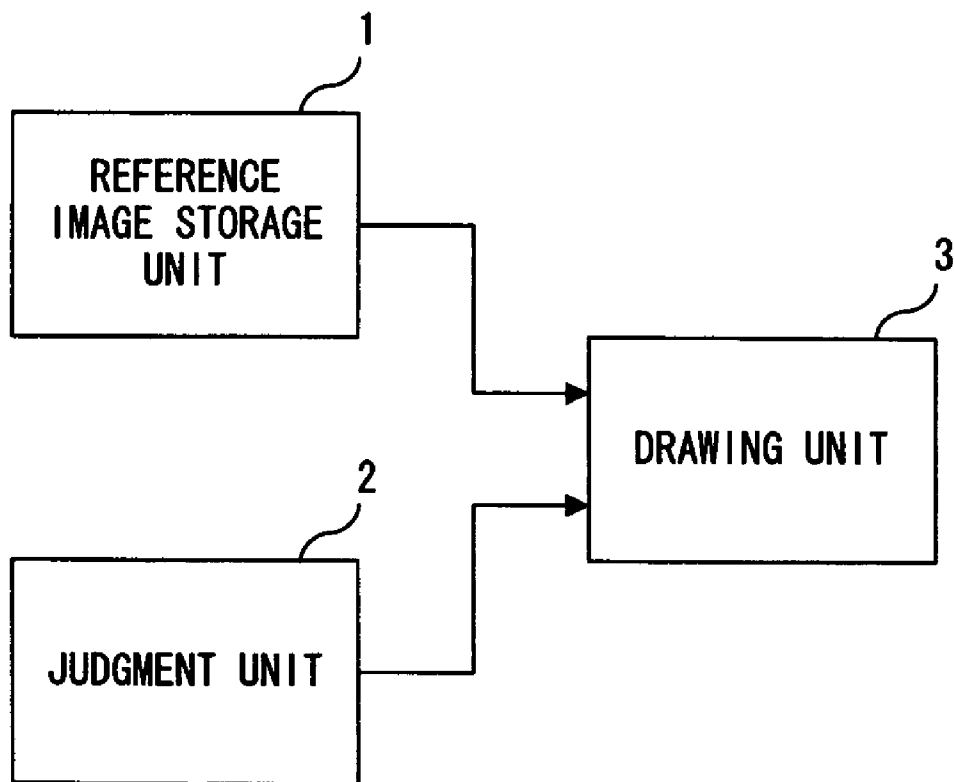 1
REFERENCE
IMAGE STORAGE
UNIT
3
DRAWING UNIT
2
JUDGMENT UNIT